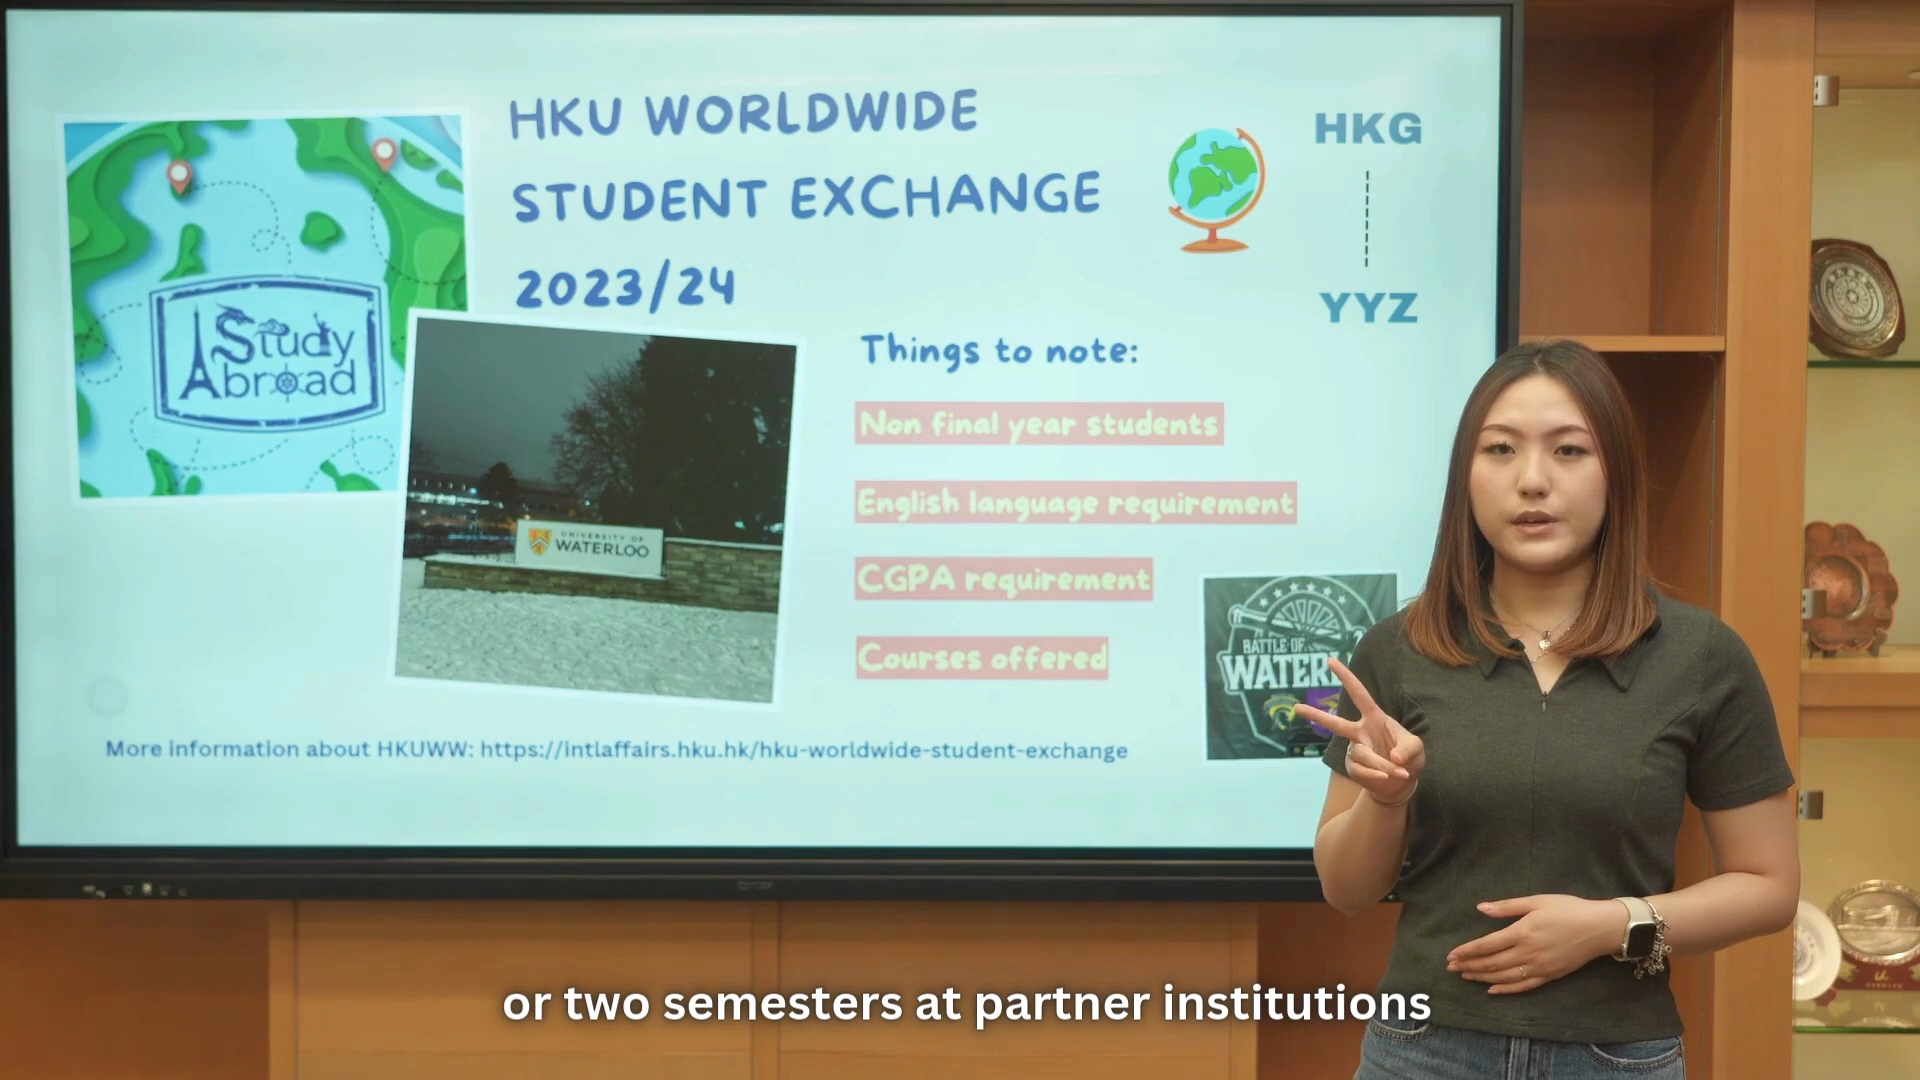 HKU WORLDWIDE
STUDENT EXCHANGE
2023/24
HKG
YYZ
Study
Abroad
UNIVERSITY OF
WATERLOO
Things to note:
Non final year students
English language requirement
CGPA requirement
Courses offered
BATTLE OF
More information about HKUWW: https://intlaffairs.hku.hk/hku-worldwide-student-exchange
or two semesters at partner institutions